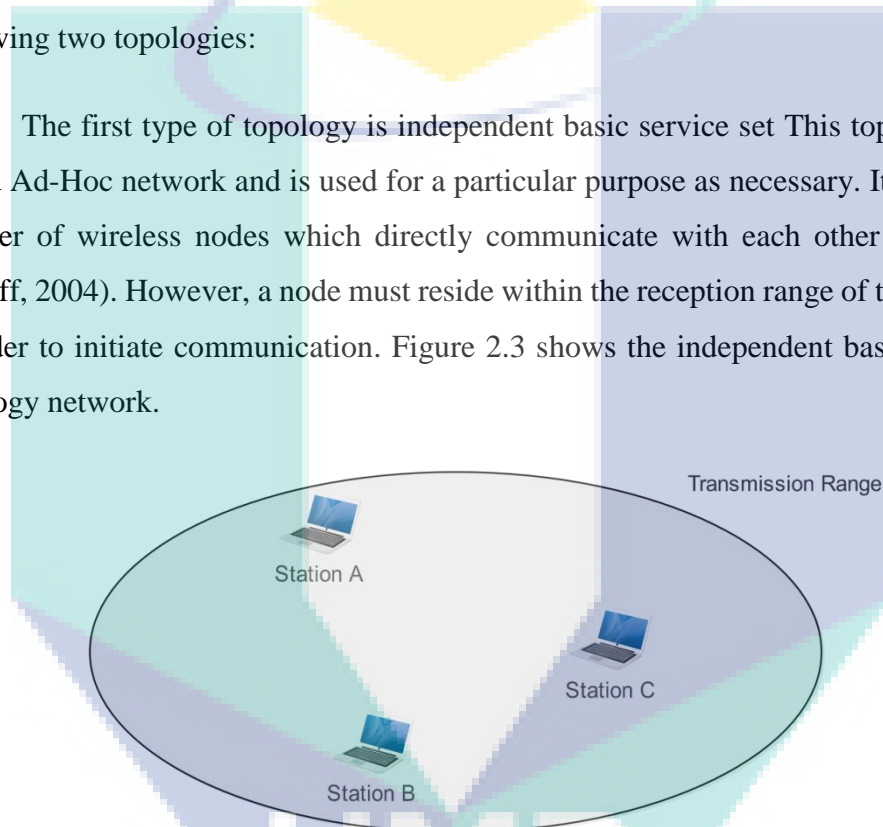 wing two topologies:
The first type of topology is independent basic service set This top
Ad-Hoc network and is used for a particular purpose as necessary. It
er of wireless nodes which directly communicate with each other
ff, 2004). However, a node must reside within the reception range of t
der to initiate communication. Figure 2.3 shows the independent bas
ogy network.
Transmission Range
Station A
Station C
Station B